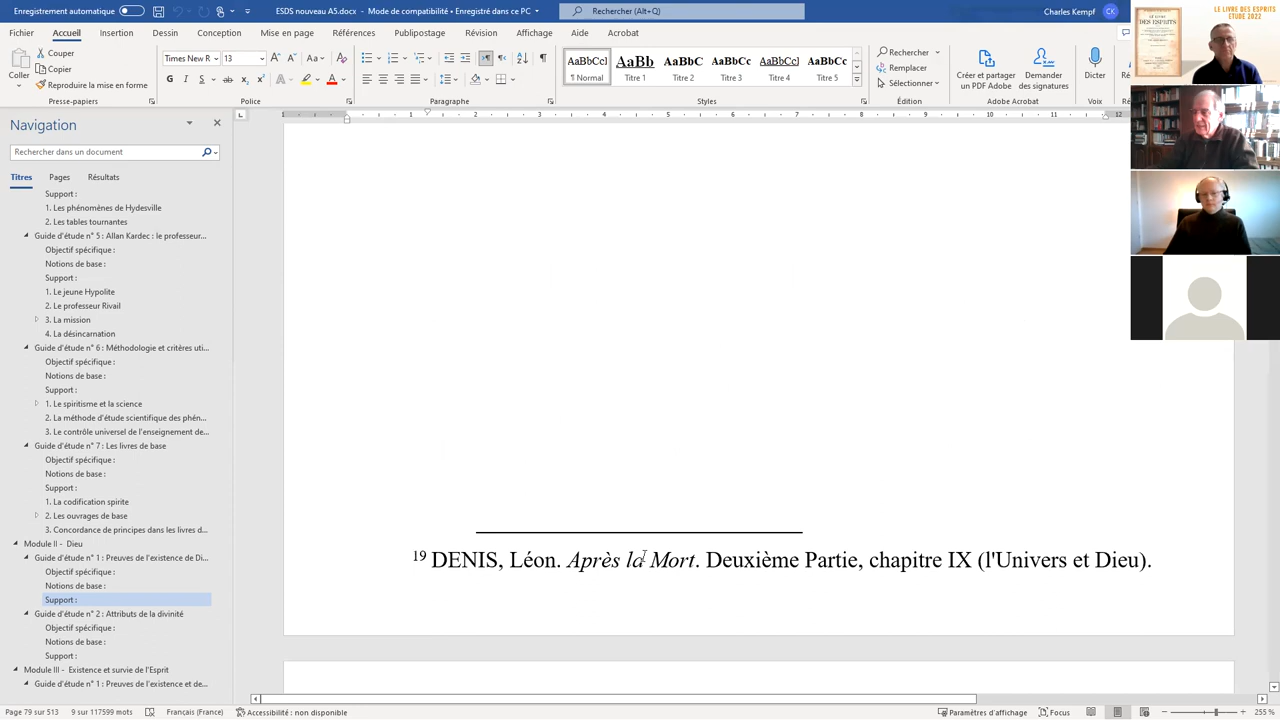 Enregistrement automatique
ESDS nouveau A5.docx - Mode de compatibilité • Enregistré dans ce PC
Rechercher (Alt+Q)
Charles Kempf
CK
Fichier
Accueil
Insertion
Dessin
Conception
Mise en page
Références
Publipostage
Révision
Affichage
Aide
Acrobat
Coller
Couper
Copier
Reproduire la mise en forme
Presse-papiers
Times New R
13
Police
Paragraphe
AaBbCcI
Normal
AaBb
Titre 1
AaBbC
Titre 2
AaBbCc
Titre 3
AaBbCcI
Titre 4
AaBbCc
Titre 5
Styles
Rechercher
Remplacer
Sélectionner
Édition
Créer et partager
un PDF Adobe
Demander
des signatures
Adobe Acrobat
Dicter
Voix
LE LIVRE DES ESPRITS
ETUDE 2022
DES ESPRITS
Navigation
Rechercher dans un document
Titres
Pages
Résultats
Support :
1. Les phénomènes de Hydesville
2. Les tables tournantes
Guide d'étude n° 5 : Allan Kardec : le professeur...
Objectif spécifique :
Notions de base :
Support :
1. Le jeune Hypolite
2. Le professeur Rivail
3. La mission
4. La désincarnation
Guide d'étude n° 6 : Méthodologie et critères uti...
Objectif spécifique :
Notions de base :
Support :
1. Le spiritisme et la science
2. La méthode d'étude scientifique des phén...
3. Le contrôle universel de l'enseignement de...
Guide d'étude n° 7 : Les livres de base
Objectif spécifique :
Notions de base :
Support :
1. La codification spirite
2. Les ouvrages de base
3. Concordance de principes dans les livres d...
Module II - Dieu
Guide d'étude n° 1 : Preuves de l'existence de Di...
Objectif spécifique :
Notions de base :
Support :
Guide d'étude n° 2 : Attributs de la divinité
Objectif spécifique :
Notions de base :
Support :
Module III - Existence et survie de l'Esprit
Guide d'étude n° 1 : Preuves de l'existence et de...
19 DENIS, Léon. Après la Mort. Deuxième Partie, chapitre IX (l'Univers et Dieu).
Page 79 sur 513
9 sur 117599 mots
Français (France)
Accessibilité : non disponible
Paramètres d'affichage
Focus
255 %